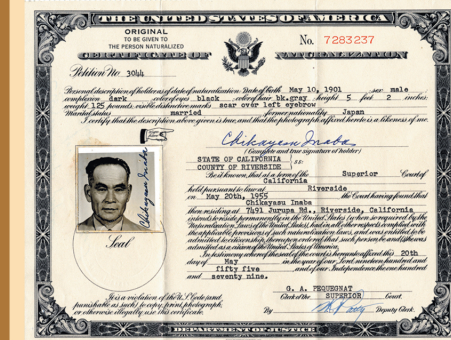 THE UNITED STATES OF AMERICA
ORIGINAL
TO BE GIVEN TO
THE PERSON NATURALIZED
No. 7283237
CERTIFICATE OF NATURALIZATION
Petition No 3044
Personal description of holder as of date of naturalization: Date of birth May 10, 1901 sex male
complexion dark color of eyes black color of hair bk.gray height 5 feet 2 inches
weight 125 pounds, visible distinctive marks scar over left eyebrow
Marital status married former nationality Japan
I certify that the description above given is true, and that the photograph affixed hereto is a likeness of me.
Chikayasu Inaba
(Complete and true signature of holder)
STATE OF CALIFORNIA
COUNTY OF RIVERSIDE } s.s:
Be it known, that at a term of the Superior Court of
California
held pursuant to law at Riverside
on May 20th, 1955 the Court having found that
Chikayasu Inaba
then residing at 7491 Jurupa Rd., Riverside, California
intends to reside permanently in the United States (when so required by the
Naturalization Laws of the United States), had in all other respects complied with
the applicable provisions of such naturalization laws, and was entitled to be
admitted to citizenship, thereupon ordered that such person be and (s)he was
admitted as a citizen of the United States of America.
In testimony whereof the seal of the court is hereunto affixed this 20th
day of May in the year of our Lord nineteen hundred and
fifty five and of our Independence the one hundred
and seventy nine.
Chikayasu Inaba
Seal
G. A. PEQUEGNAT
Clerk of the SUPERIOR Court.
By Deputy Clerk.
It is a violation of the U.S. Code (and
punishable as such) to copy, print, photograph,
or otherwise illegally use this certificate.
DEPARTMENT OF JUSTICE